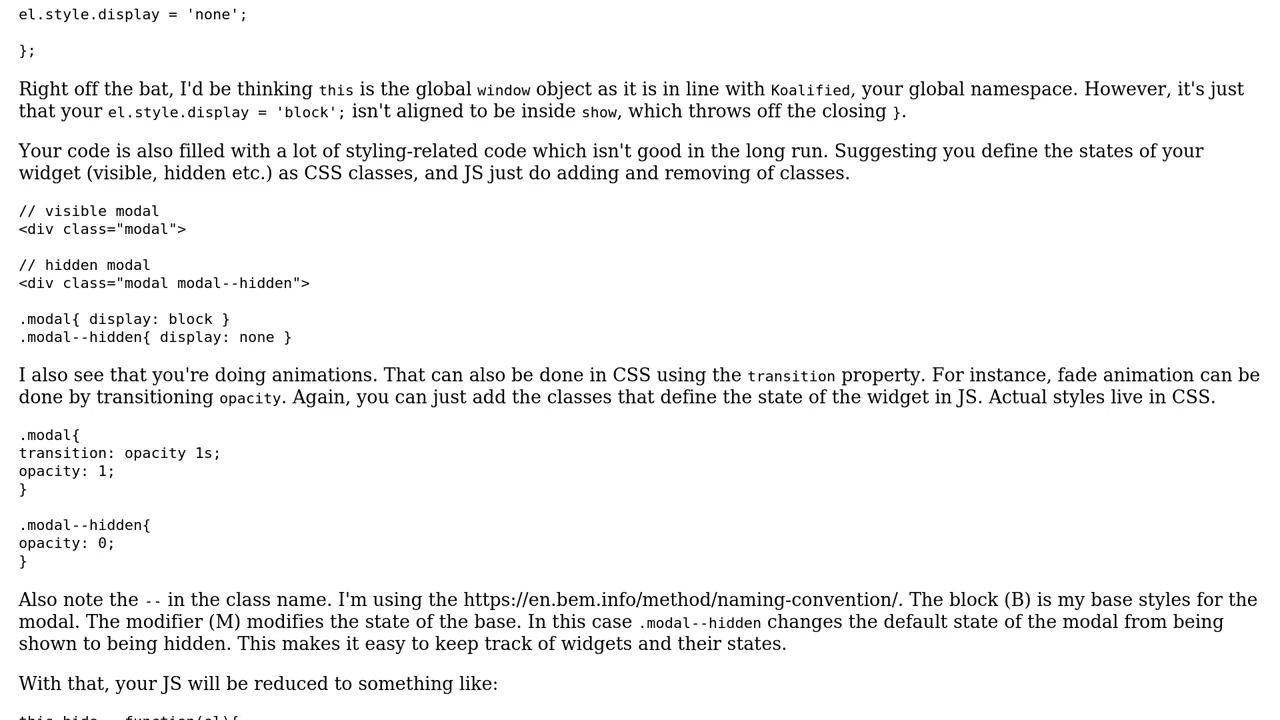 el.style.display = 'none';
};
Right off the bat, I'd be thinking this is the global window object as it is in line with Koalified, your global namespace. However, it's just
that your el.style.display = 'block'; isn't aligned to be inside show, which throws off the closing }.
Your code is also filled with a lot of styling-related code which isn't good in the long run. Suggesting you define the states of your
widget (visible, hidden etc.) as CSS classes, and JS just do adding and removing of classes.
// visible modal
<div class="modal">
// hidden modal
<div class="modal modal--hidden">
.modal{ display: block }
.modal--hidden{ display: none }
I also see that you're doing animations. That can also be done in CSS using the transition property. For instance, fade animation can be
done by transitioning opacity. Again, you can just add the classes that define the state of the widget in JS. Actual styles live in CSS.
.modal{
transition: opacity 1s;
opacity: 1;
}
.modal--hidden{
opacity: 0;
}
Also note the -- in the class name. I'm using the https://en.bem.info/method/naming-convention/. The block (B) is my base styles for the
modal. The modifier (M) modifies the state of the base. In this case .modal--hidden changes the default state of the modal from being
shown to being hidden. This makes it easy to keep track of widgets and their states.
With that, your JS will be reduced to something like:
this.hide = function(el){